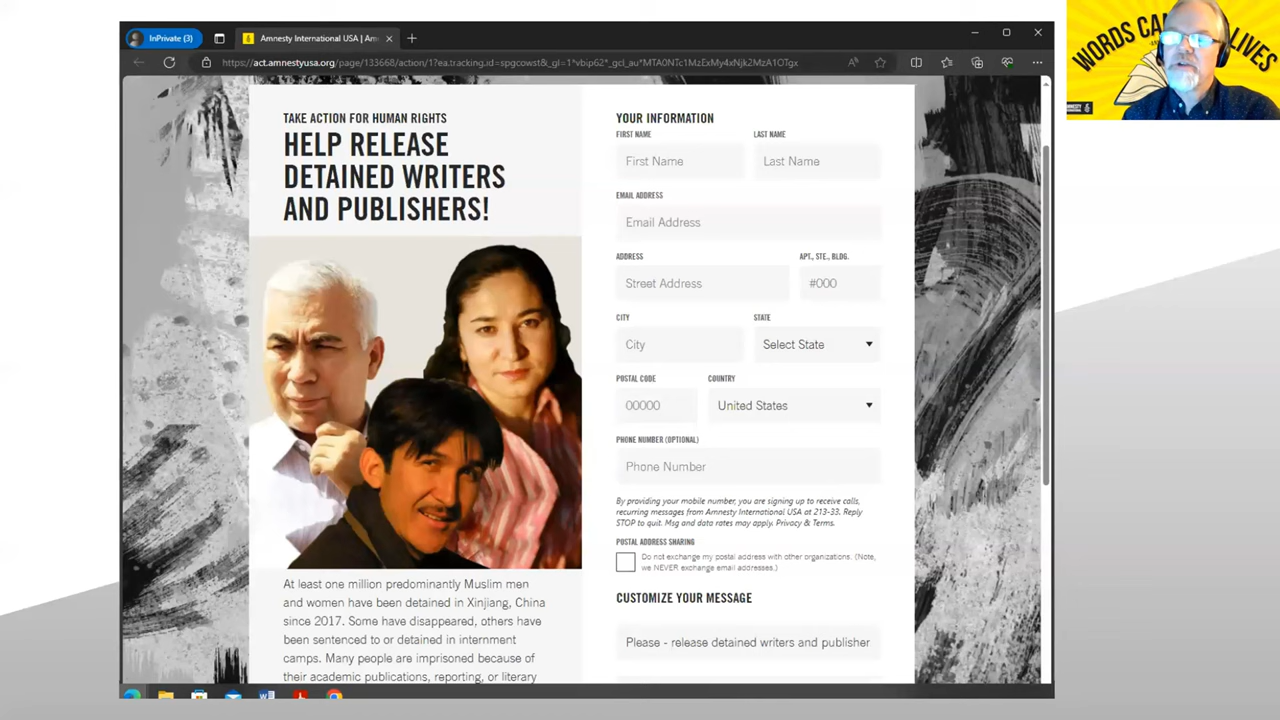 InPrivate (3)
Amnesty International USA | Am
https://act.amnestyusa.org/page/133668/action/1?ea.tracking.id=spgcowst&_gl=1*vbip62*_gcl_au*MTA0NTc1MzExMy4xNjk2MzA1OTgx
WORDS CA
LIVES
TAKE ACTION FOR HUMAN RIGHTS
HELP RELEASE
DETAINED WRITERS
AND PUBLISHERS!
At least one million predominantly Muslim men
and women have been detained in Xinjiang, China
since 2017. Some have disappeared, others have
been sentenced to or detained in internment
camps. Many people are imprisoned because of
their academic publications, reporting, or literary
YOUR INFORMATION
FIRST NAME LAST NAME
First Name Last Name
EMAIL ADDRESS
Email Address
ADDRESS APT., STE., BLDG.
Street Address #000
CITY STATE
City Select State
POSTAL CODE COUNTRY
00000 United States
PHONE NUMBER (OPTIONAL)
Phone Number
By providing your mobile number, you are signing up to receive calls,
recurring messages from Amnesty International USA at 213-33. Reply
STOP to quit. Msg and data rates may apply. Privacy & Terms.
POSTAL ADDRESS SHARING
Do not exchange my postal address with other organizations. (Note,
we NEVER exchange email addresses.)
CUSTOMIZE YOUR MESSAGE
Please - release detained writers and publisher